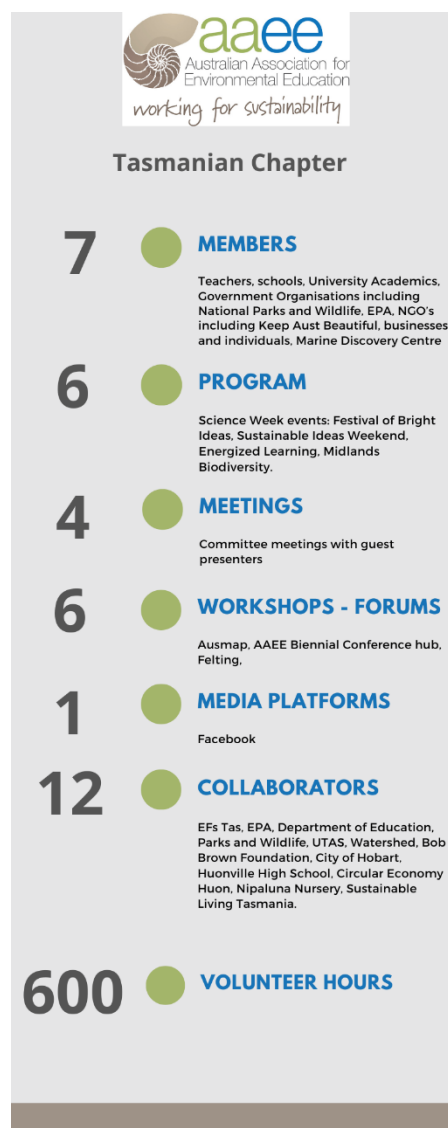 aaee
Australian Association for
Environmental Education
working for sustainability
Tasmanian Chapter
7
MEMBERS
Teachers, schools, University Academics,
Government Organisations including
National Parks and Wildlife, EPA, NGO's
including Keep Aust Beautiful, businesses
and individuals, Marine Discovery Centre
6
PROGRAM
Science Week events: Festival of Bright
Ideas, Sustainable Ideas Weekend,
Energized Learning, Midlands
Biodiversity.
4
MEETINGS
Committee meetings with guest
presenters
6
WORKSHOPS - FORUMS
Ausmap, AAEE Biennial Conference hub,
Felting,
1
MEDIA PLATFORMS
Facebook
12
COLLABORATORS
EFs Tas, EPA, Department of Education,
Parks and Wildlife, UTAS, Watershed, Bob
Brown Foundation, City of Hobart,
Huonville High School, Circular Economy
Huon, Nipaluna Nursery, Sustainable
Living Tasmania.
600
VOLUNTEER HOURS